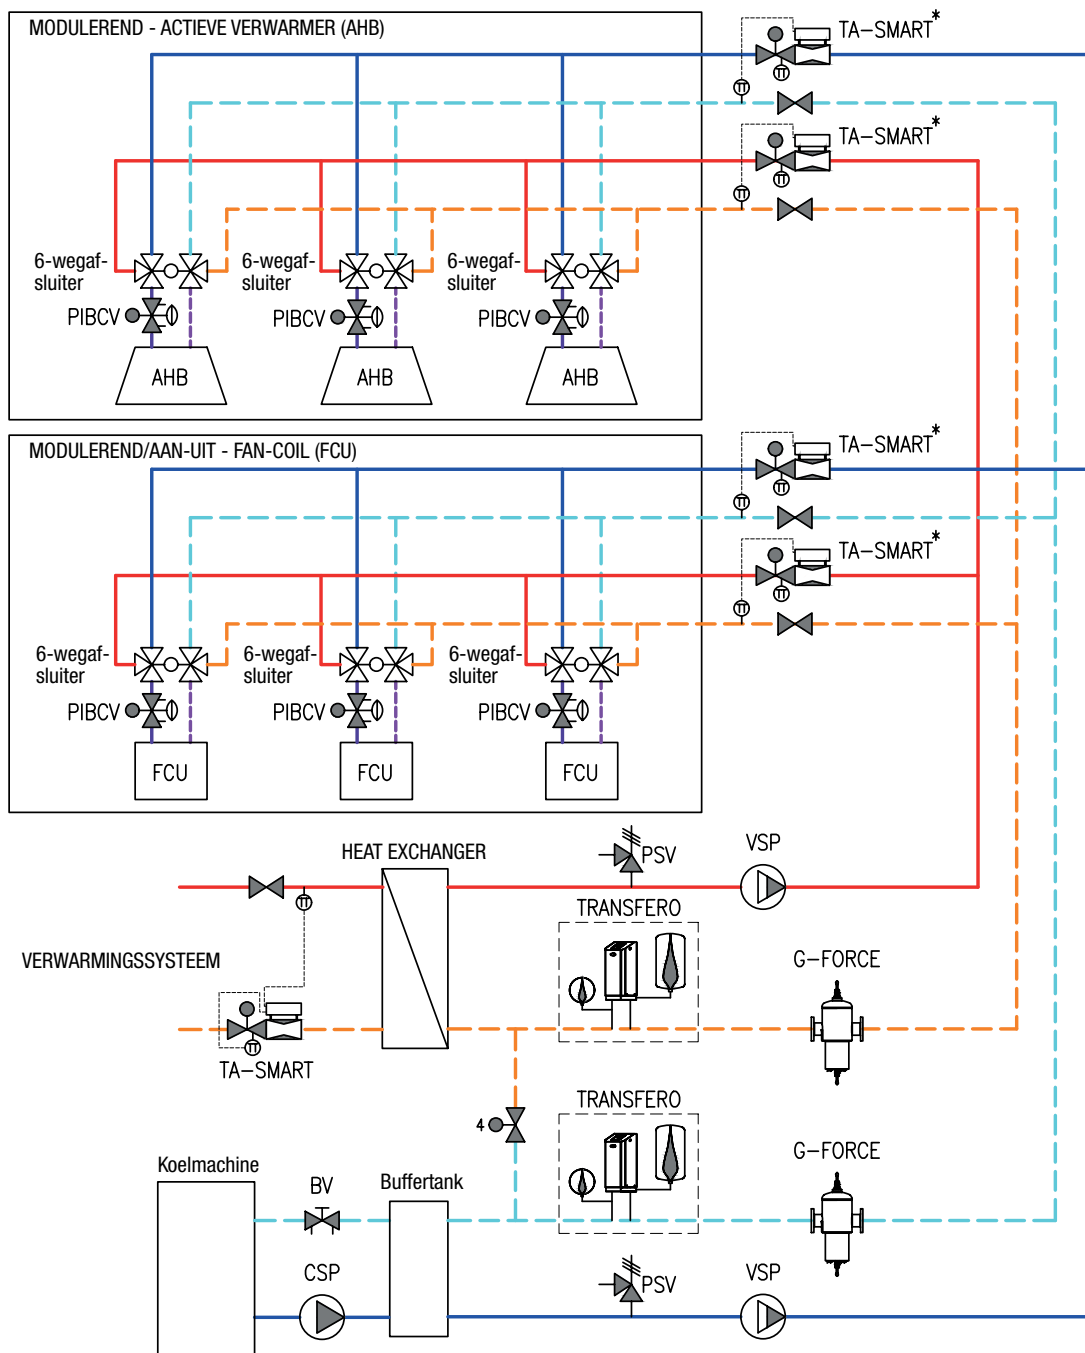 MODULEREND - ACTIEVE VERWARMER (AHB)
TA-SMART*
TA-SMART*
6-wegaf-
sluiter
6-wegaf-
sluiter
6-wegaf-
sluiter
PIBCV
PIBCV
PIBCV
AHB
AHB
AHB
MODULEREND/AAN-UIT - FAN-COIL (FCU)
TA-SMART*
TA-SMART*
6-wegaf-
sluiter
6-wegaf-
sluiter
6-wegaf-
sluiter
PIBCV
PIBCV
PIBCV
FCU
FCU
FCU
HEAT EXCHANGER
PSV
VSP
TRANSFERO
VERWARMINGSSYSTEEM
G-FORCE
TA-SMART
TRANSFERO
4
G-FORCE
Koelmachine
BV
Buffertank
CSP
PSV
VSP